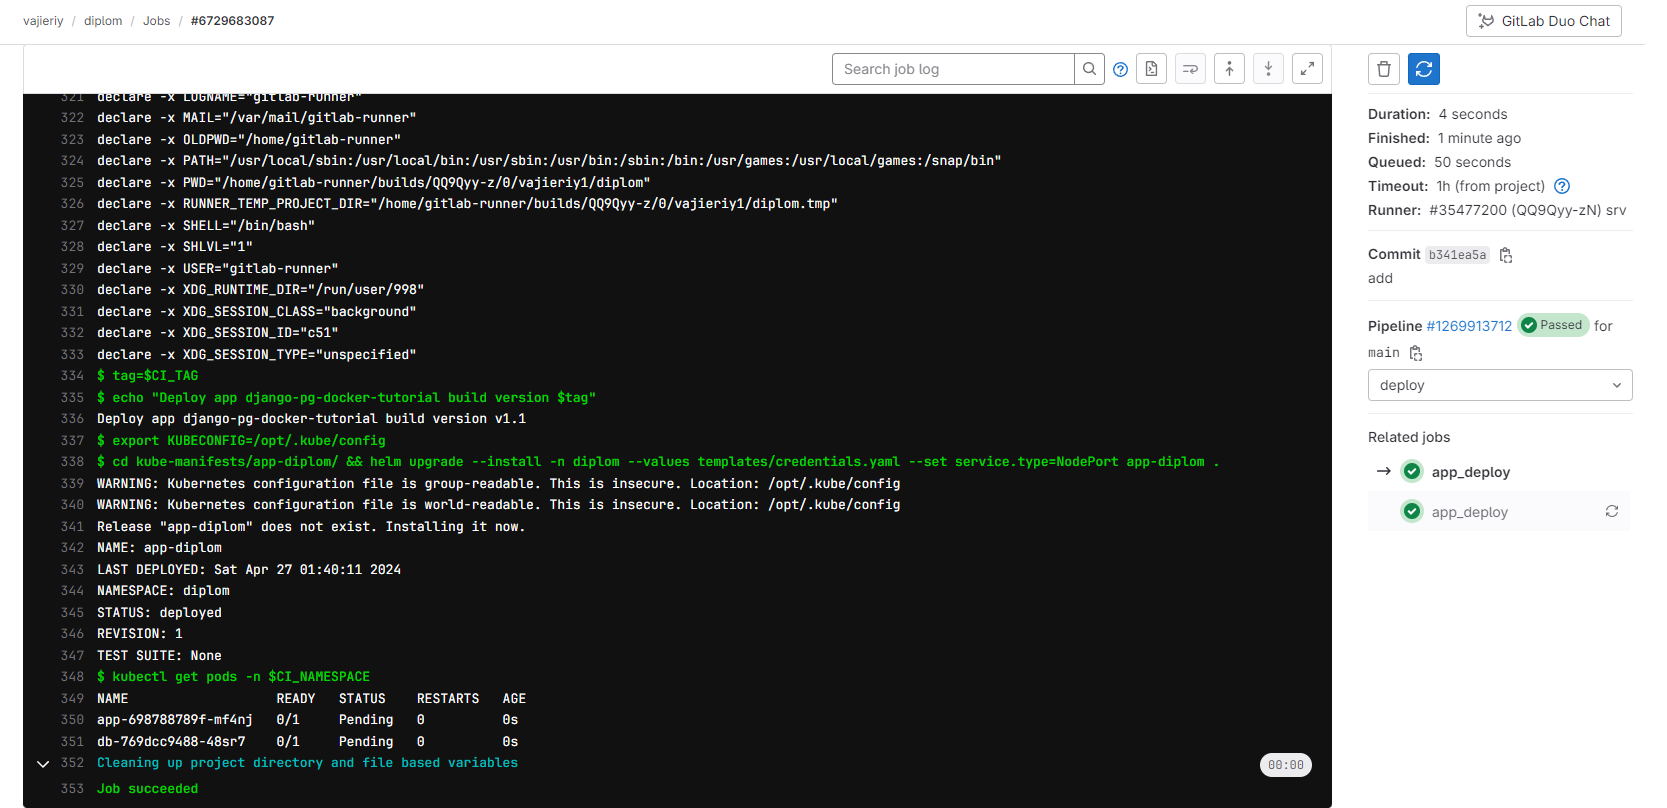 vajieriy / diplom / Jobs / #6729683087
GitLab Duo Chat
Search job log
321 declare -x LOGNAME="gitlab-runner"
322 declare -x MAIL="/var/mail/gitlab-runner"
323 declare -x OLDPWD="/home/gitlab-runner"
324 declare -x PATH="/usr/local/sbin:/usr/local/bin:/usr/sbin:/usr/bin:/sbin:/bin:/usr/games:/usr/local/games:/snap/bin"
325 declare -x PWD="/home/gitlab-runner/builds/QQ9Qyy-z/0/vajieriy1/diplom"
326 declare -x RUNNER_TEMP_PROJECT_DIR="/home/gitlab-runner/builds/QQ9Qyy-z/0/vajieriy1/diplom.tmp"
327 declare -x SHELL="/bin/bash"
328 declare -x SHLVL="1"
329 declare -x USER="gitlab-runner"
330 declare -x XDG_RUNTIME_DIR="/run/user/998"
331 declare -x XDG_SESSION_CLASS="background"
332 declare -x XDG_SESSION_ID="c51"
333 declare -x XDG_SESSION_TYPE="unspecified"
334 $ tag=$CI_TAG
335 $ echo "Deploy app django-pg-docker-tutorial build version $tag"
336 Deploy app django-pg-docker-tutorial build version v1.1
337 $ export KUBECONFIG=/opt/.kube/config
338 $ cd kube-manifests/app-diplom/ && helm upgrade --install -n diplom --values templates/credentials.yaml --set service.type=NodePort app-diplom .
339 WARNING: Kubernetes configuration file is group-readable. This is insecure. Location: /opt/.kube/config
340 WARNING: Kubernetes configuration file is world-readable. This is insecure. Location: /opt/.kube/config
341 Release "app-diplom" does not exist. Installing it now.
342 NAME: app-diplom
343 LAST DEPLOYED: Sat Apr 27 01:40:11 2024
344 NAMESPACE: diplom
345 STATUS: deployed
346 REVISION: 1
347 TEST SUITE: None
348 $ kubectl get pods -n $CI_NAMESPACE
349 NAME READY STATUS RESTARTS AGE
350 app-698788789f-mf4nj 0/1 Pending 0 0s
351 db-769dcc9488-48sr7 0/1 Pending 0 0s
352 Cleaning up project directory and file based variables 00:00
353 Job succeeded
Duration: 4 seconds
Finished: 1 minute ago
Queued: 50 seconds
Timeout: 1h (from project)
Runner: #35477200 (QQ9Qyy-zN) srv
Commit b341ea5a
add
Pipeline #1269913712 Passed for
main
deploy
Related jobs
app_deploy
app_deploy